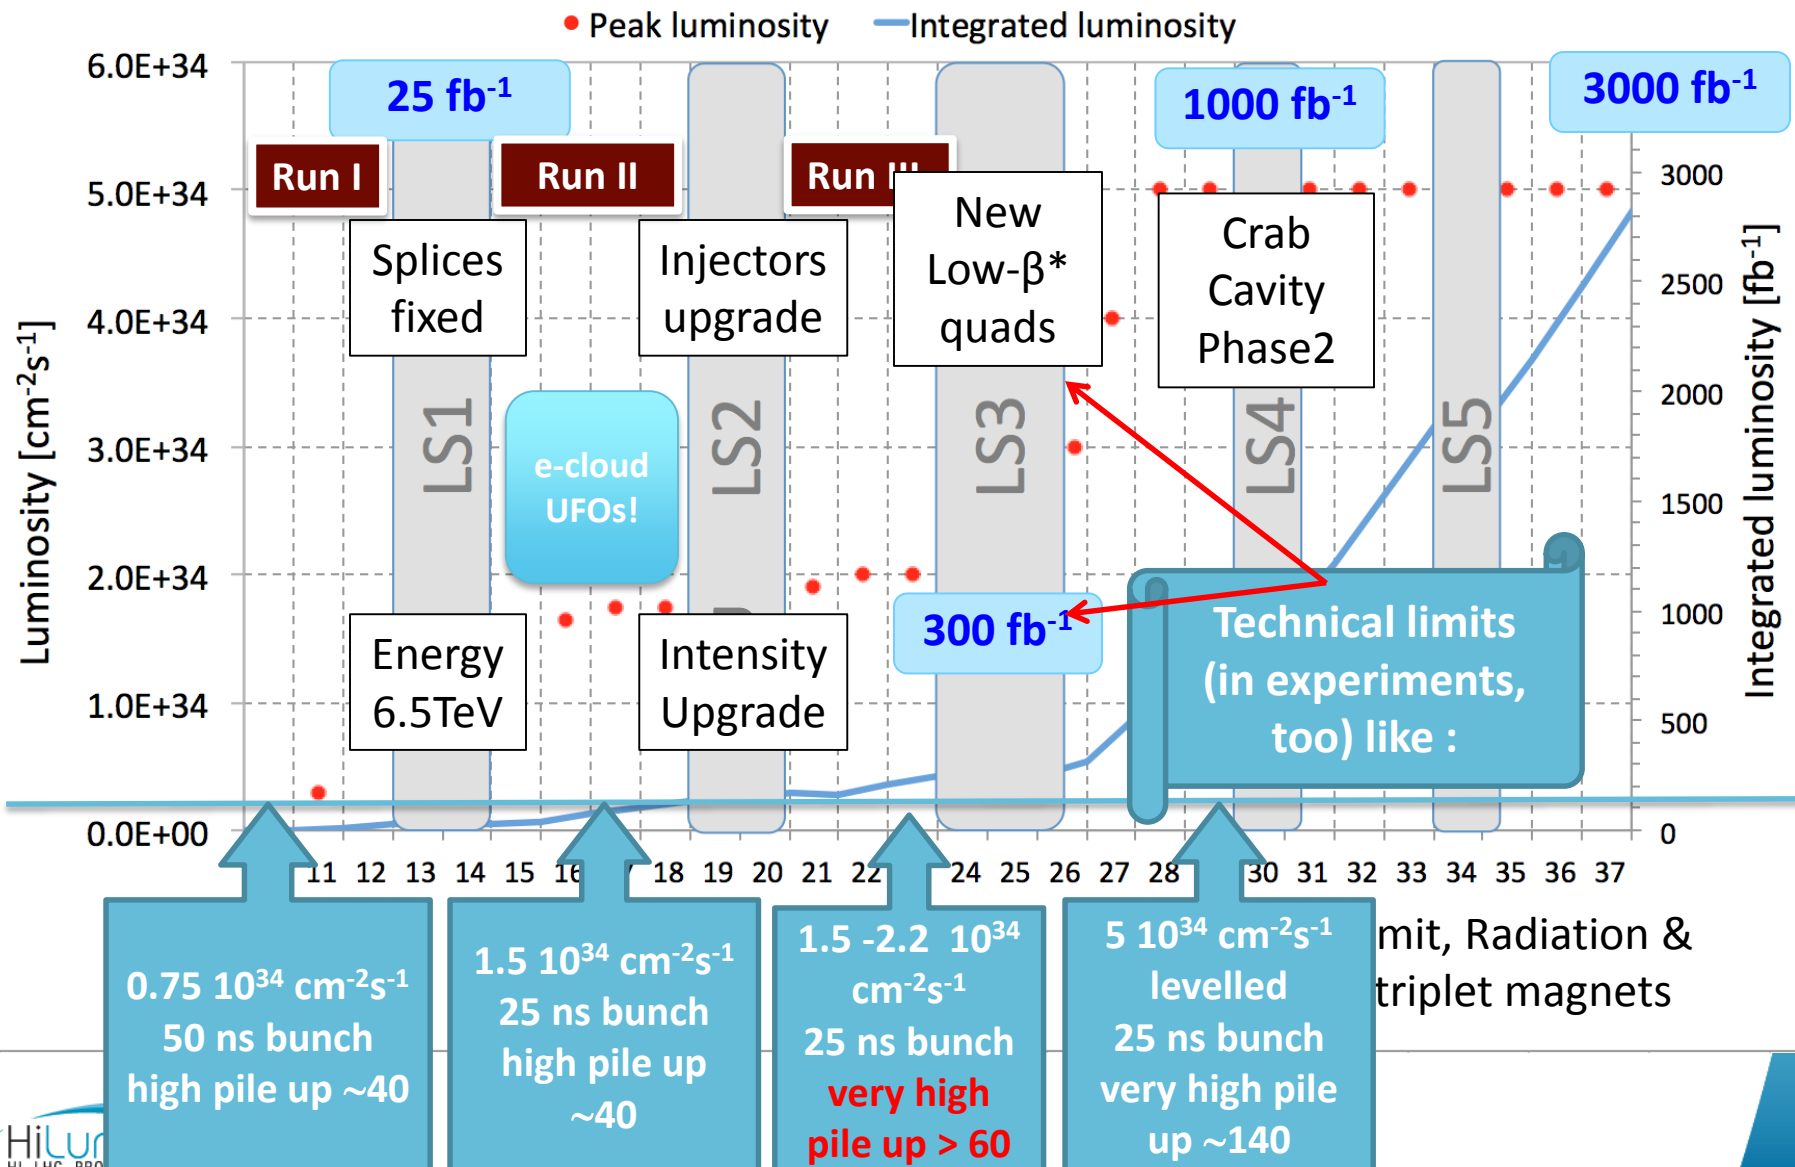 Peak luminosity
Integrated luminosity
6.0E+34
5.0E+34
4.0E+34
3.0E+34
2.0E+34
1.0E+34
0.0E+00
Luminosity [cm-2s-1]
25 fb-1
1000 fb-1
3000 fb-1
Run I
Run II
Run III
Splices
fixed
Injectors
upgrade
New
Low-β*
quads
Crab
Cavity
Phase2
LS1
LS2
LS3
LS4
LS5
e-cloud
UFOs!
Energy
6.5TeV
Intensity
Upgrade
300 fb-1
Technical limits
(in experiments,
too) like :
3000
2500
2000
1500
1000
500
0
Integrated luminosity [fb-1]
11 12 13 14 15 16 18 19 20 21 22 24 25 26 27 28 30 31 32 33 34 35 36 37
0.75 10³⁴ cm-2s-1
50 ns bunch
high pile up ~40
1.5 10³⁴ cm-2s-1
25 ns bunch
high pile up
~40
1.5 -2.2 10³⁴
cm-2s-1
25 ns bunch
very high
pile up > 60
5 10³⁴ cm-2s-1
levelled
25 ns bunch
very high pile
up ~140
mit, Radiation &
triplet magnets
HiLu